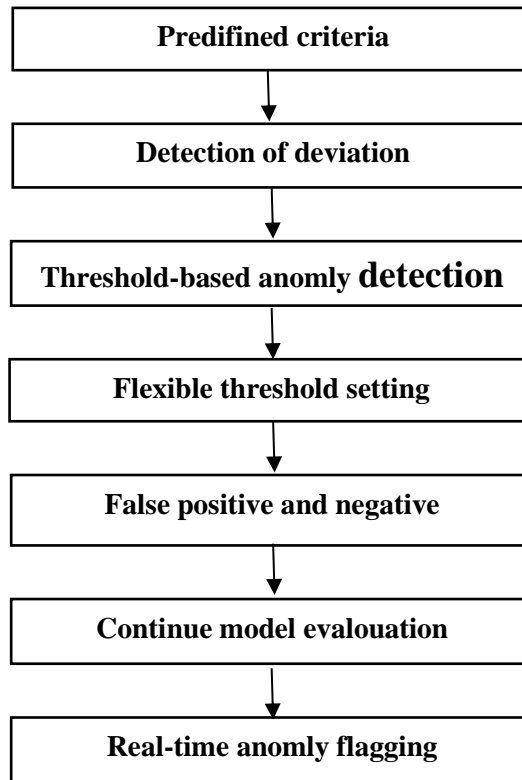 Predifined criteria
Detection of deviation
Threshold-based anomly detection
Flexible threshold setting
False positive and negative
Continue model evalouation
Real-time anomly flagging